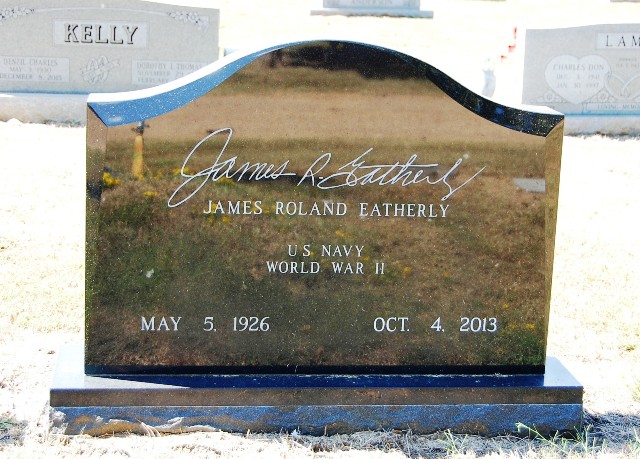 KELLY
LAM
CHARLES DON
James R. Eatherly
JAMES ROLAND EATHERLY
U S NAVY
WORLD WAR II
MAY 5, 1926 OCT. 4, 2013